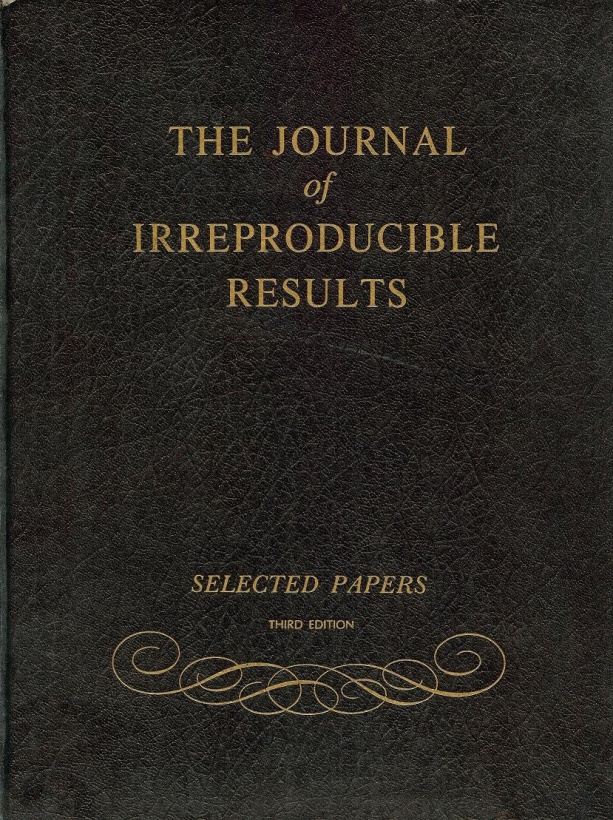 THE JOURNAL
of
IRREPRODUCIBLE
RESULTS
SELECTED PAPERS
THIRD EDITION